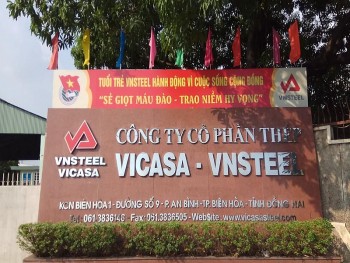 TUỔI TRẺ VNSTEEL HÀNH ĐỘNG VÌ CUỘC SỐNG CỘNG ĐỒNG
"SẺ GIỌT MÁU ĐÀO - TRAO NIỀM HY VỌNG"
VNSTEEL
VNSTEEL
VICASA
CÔNG TY CỔ PHẦN THÉP
VICASA - VNSTEEL
KCN BIÊN HÒA 1 - ĐƯỜNG SỐ 9 - P. AN BÌNH - TP. BIÊN HÒA - TỈNH ĐỒNG NAI
Fax: 061.3836505 - WebSite: www.vicasasteel.com